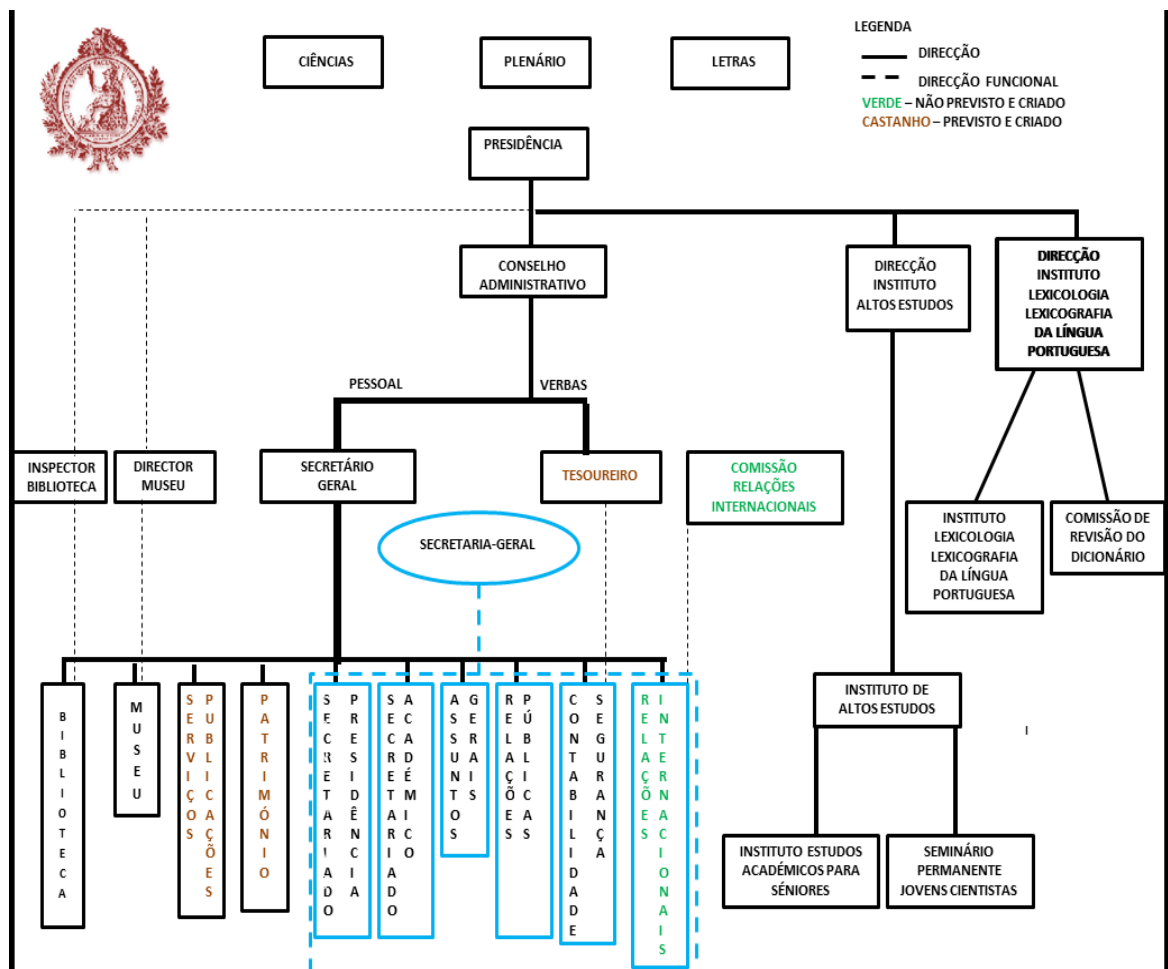 CIÊNCIAS
PLENÁRIO
LETRAS
LEGENDA
DIRECÇÃO
DIRECÇÃO FUNCIONAL
VERDE – NÃO PREVISTO E CRIADO
CASTANHO – PREVISTO E CRIADO
PRESIDÊNCIA
CONSELHO
ADMINISTRATIVO
DIRECÇÃO
INSTITUTO
ALTOS ESTUDOS
DIRECÇÃO
INSTITUTO
LEXICOLOGIA
LEXICOGRAFIA
DA LÍNGUA
PORTUGUESA
PESSOAL
VERBAS
INSPECTOR
BIBLIOTECA
DIRECTOR
MUSEU
SECRETÁRIO
GERAL
TESOUREIRO
COMISSÃO
RELAÇÕES
INTERNACIONAIS
SECRETARIA-GERAL
INSTITUTO
LEXICOLOGIA
LEXICOGRAFIA
DA LÍNGUA
PORTUGUESA
COMISSÃO DE
REVISÃO DO
DICIONÁRIO
BIBLIOTECA
MUSEU
SERVIÇOS
PUBLICAÇÕES
PATRIMÓNIO
SECRETARIADO
PRESIDÊNCIA
SECRETARIADO
ACADÉMICO
ASSUNTOS
GERAIS
RELAÇÕES
PÚBLICAS
CONTABILIDADE
SEGURANÇA
RELAÇÕES
INTERNACIONAIS
INSTITUTO DE
ALTOS ESTUDOS
I
INSTITUTO ESTUDOS
ACADÉMICOS PARA
SÉNIORES
SEMINÁRIO
PERMANENTE
JOVENS CIENTISTAS